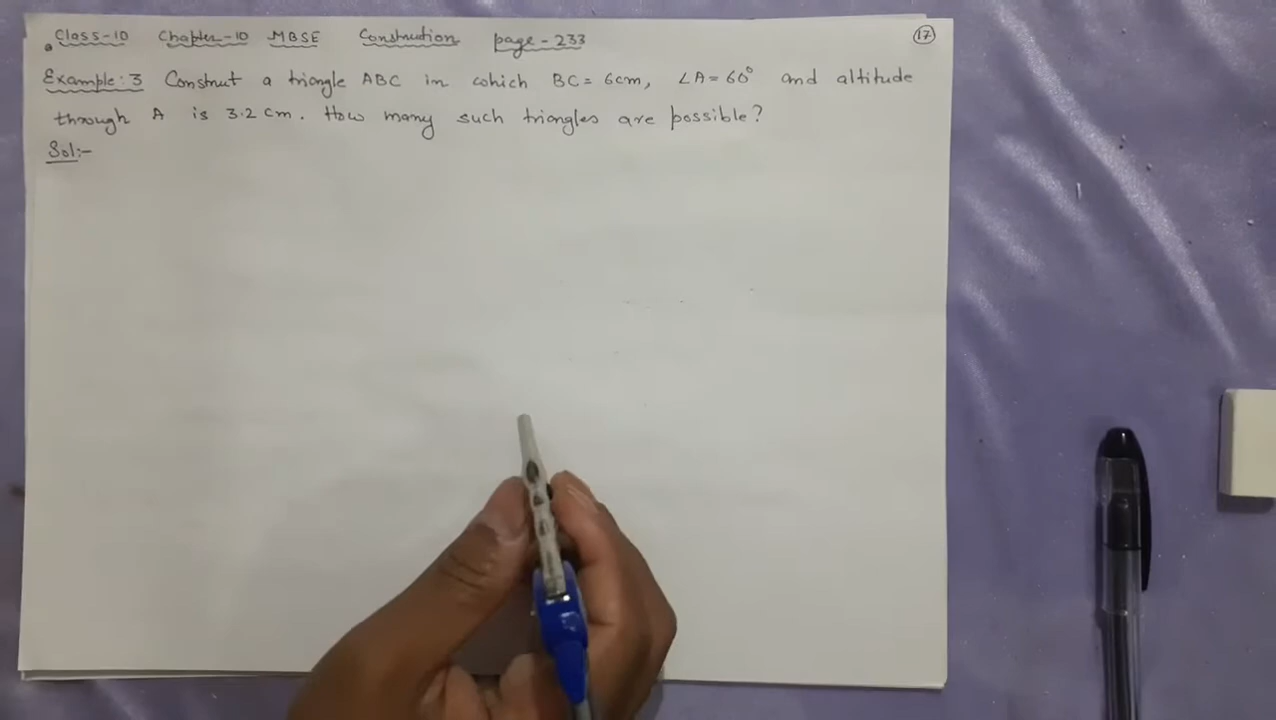 Class-10 Chapter-10 MBSE Construction page-233 17
Example:3 Construct a triangle ABC in which BC= 6cm, ∠A= 60° and altitude
through A is 3.2 cm. How many such triangles are possible?
Sol:-